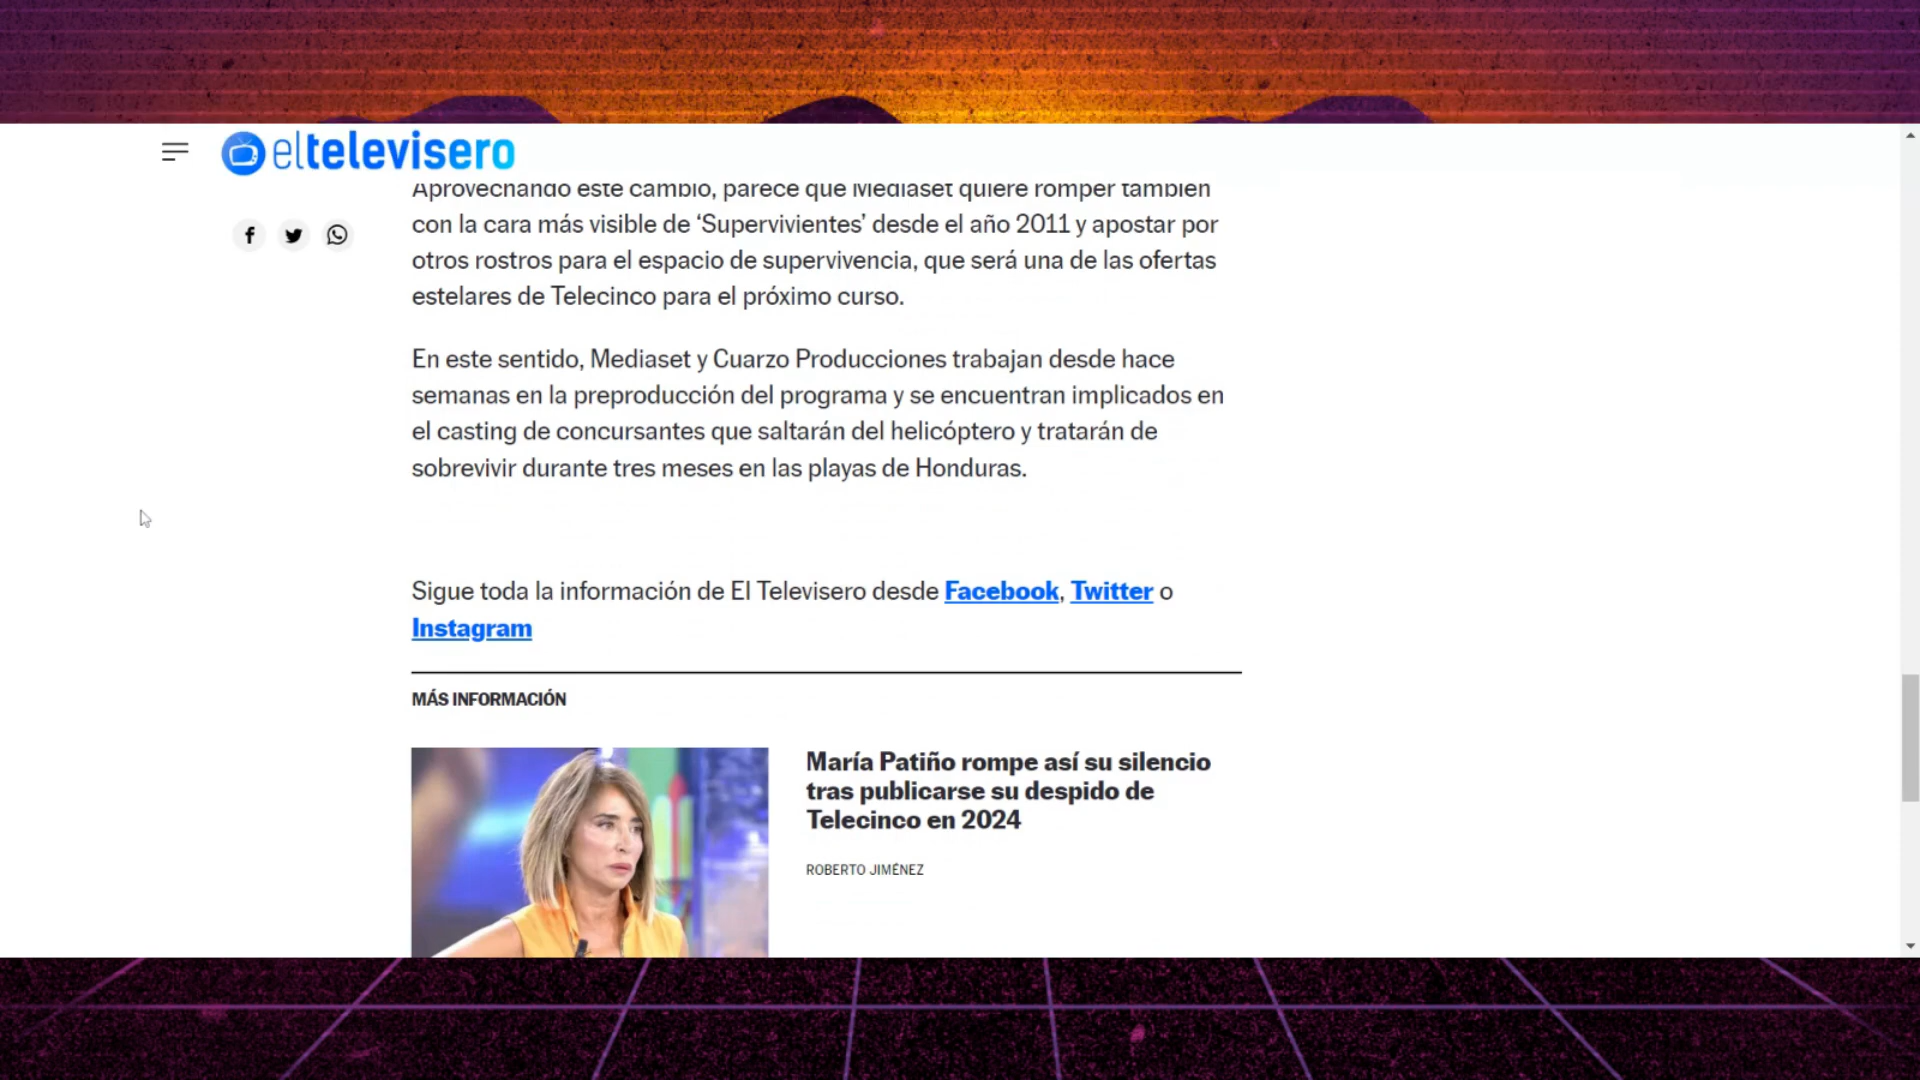 eltelevisero
Aprovechando este cambio, parece que Mediaset quiere romper también
con la cara más visible de ‘Supervivientes’ desde el año 2011 y apostar por
otros rostros para el espacio de supervivencia, que será una de las ofertas
estelares de Telecinco para el próximo curso.
En este sentido, Mediaset y Cuarzo Producciones trabajan desde hace
semanas en la preproducción del programa y se encuentran implicados en
el casting de concursantes que saltarán del helicóptero y tratarán de
sobrevivir durante tres meses en las playas de Honduras.
Sigue toda la información de El Televisero desde Facebook, Twitter o
Instagram
MÁS INFORMACIÓN
María Patiño rompe así su silencio
tras publicarse su despido de
Telecinco en 2024
ROBERTO JIMÉNEZ